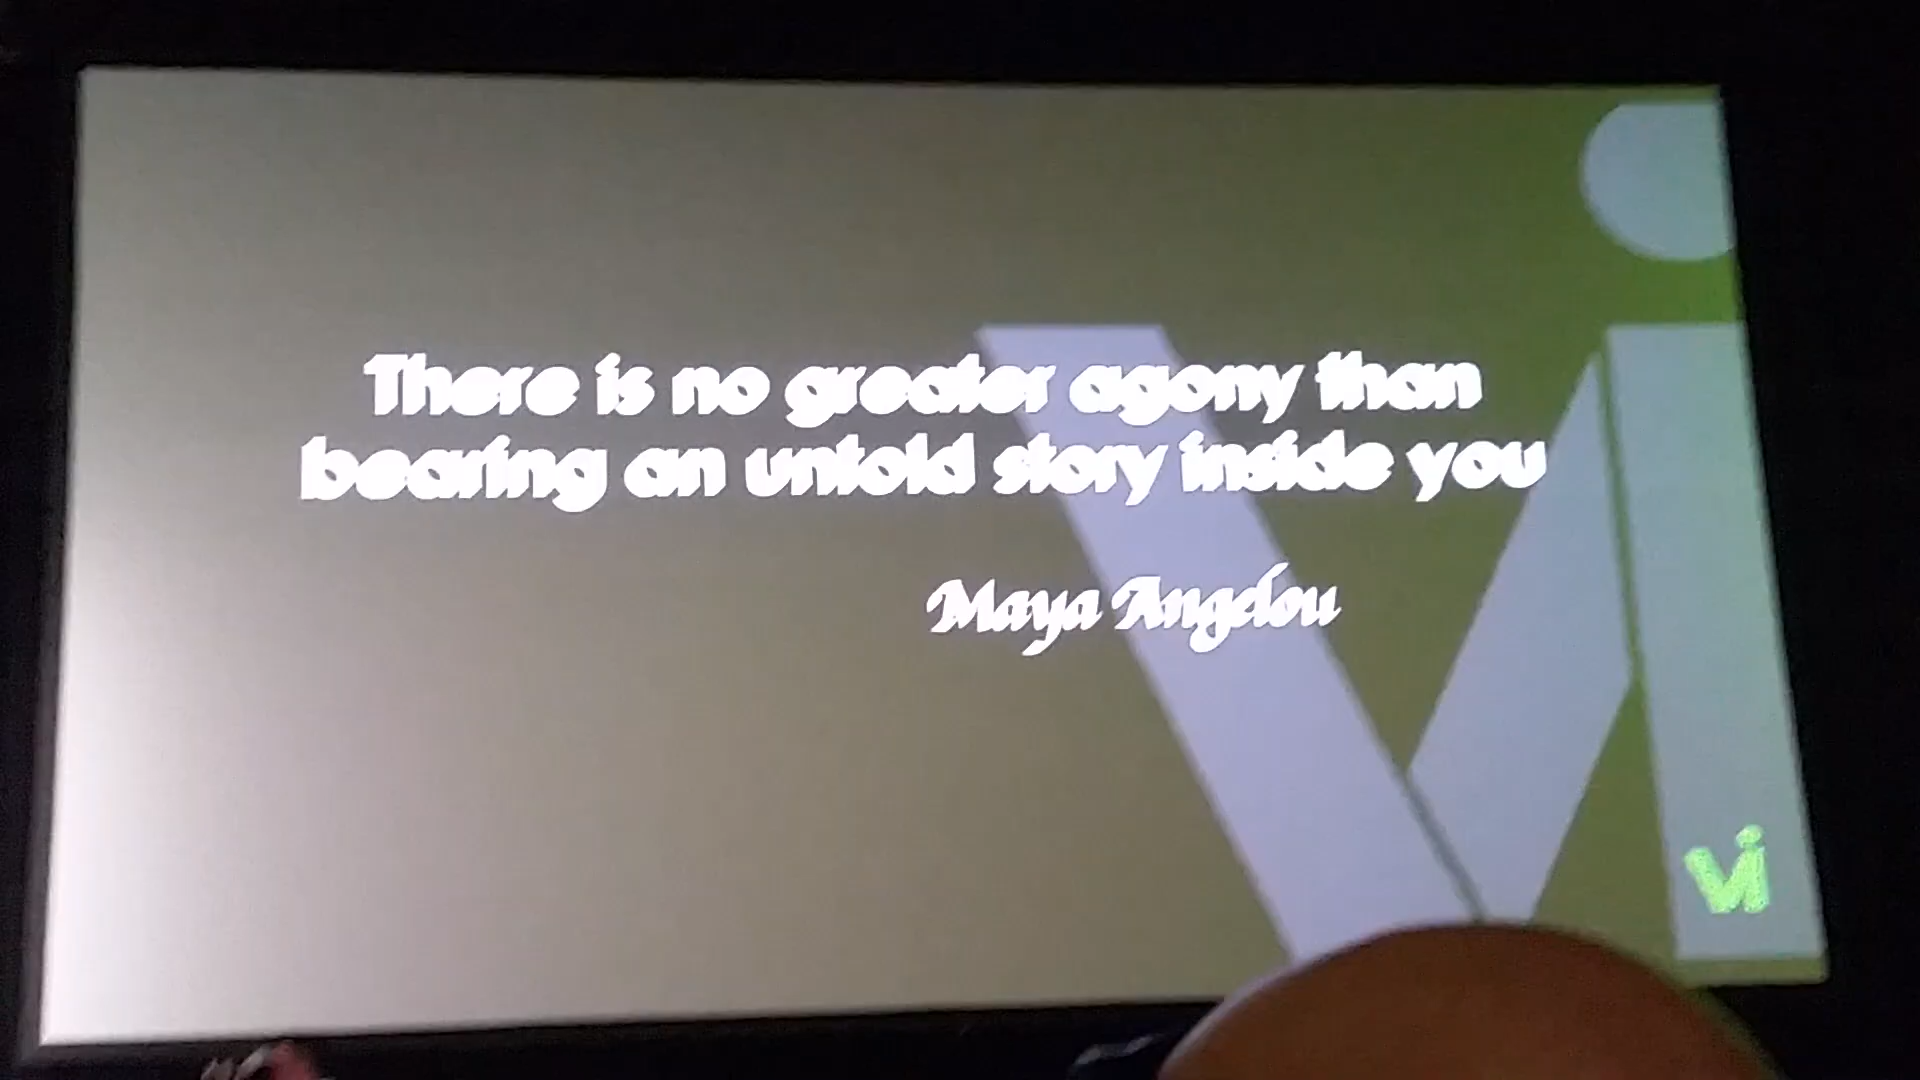 There is no greater agony than
bearing an untold story inside you
Maya Angelou
vi